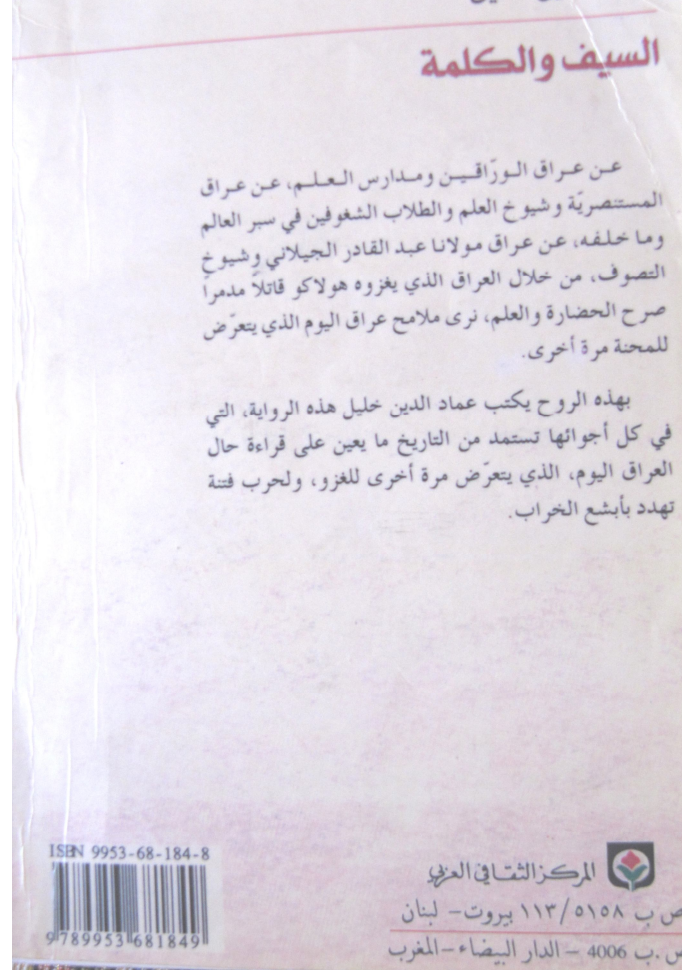 السيف والكلمة
عن عراق الورّاقين ومدارس العلم، عن عراق
المستنصريّة وشيوخ العلم والطلاب الشغوفين في سبر العالم
وما خلفه، عن عراق مولانا عبد القادر الجيلاني وشيوخ
التصوف، من خلال العراق الذي يغزوه هولاكو قاتلاً مدمراً
صرح الحضارة والعلم، نرى ملامح عراق اليوم الذي يتعرّض
للمحنة مرة أخرى.
بهذه الروح يكتب عماد الدين خليل هذه الرواية، التي
في كل أجوائها تستمد من التاريخ ما يعين على قراءة حال
العراق اليوم، الذي يتعرّض مرة أخرى للغزو، ولحرب فتنة
تهدد بأبشع الخراب.
ISBN 9953-68-184-8
9 789953 681849
المركز الثقافي العربي
ص ب ٥١٥٨/ ١١٣ بيروت- لبنان
ص.ب 4006 – الدار البيضاء-المغرب